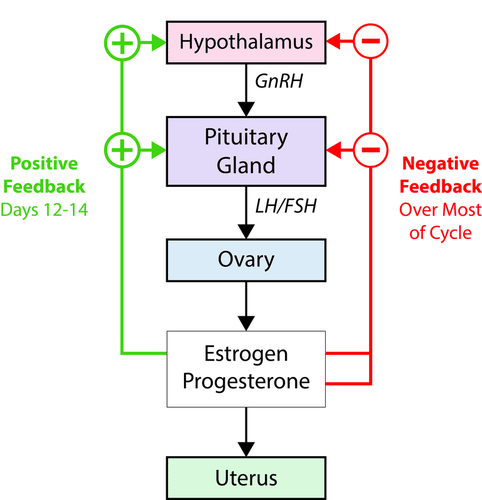 Hypothalamus
GnRH
Pituitary
Gland
Positive
Feedback
Days 12-14
Negative
Feedback
Over Most
of Cycle
LH/FSH
Ovary
Estrogen
Progesterone
Uterus